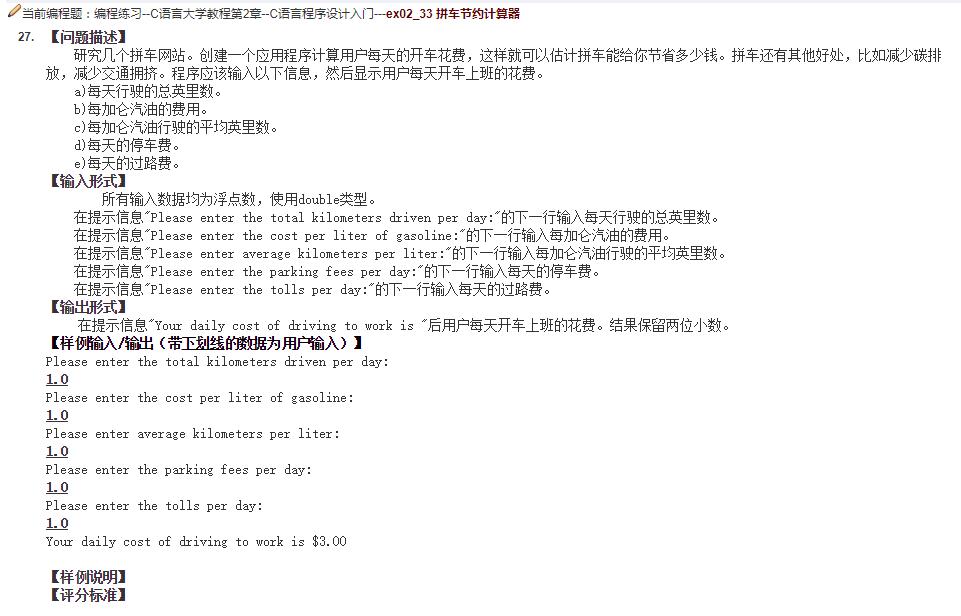 当前编程题：编程练习--C语言大学教程第2章--C语言程序设计入门---ex02_33 拼车节约计算器
27. 【问题描述】
研究几个拼车网站。创建一个应用程序计算用户每天的开车花费，这样就可以估计拼车能给你节省多少钱。拼车还有其他好处，比如减少碳排
放，减少交通拥挤。程序应该输入以下信息，然后显示用户每天开车上班的花费。
a)每天行驶的总英里数。
b)每加仑汽油的费用。
c)每加仑汽油行驶的平均英里数。
d)每天的停车费。
e)每天的过路费。
【输入形式】
所有输入数据均为浮点数，使用double类型。
在提示信息"Please enter the total kilometers driven per day:"的下一行输入每天行驶的总英里数。
在提示信息"Please enter the cost per liter of gasoline:"的下一行输入每加仑汽油的费用。
在提示信息"Please enter average kilometers per liter:"的下一行输入每加仑汽油行驶的平均英里数。
在提示信息"Please enter the parking fees per day:"的下一行输入每天的停车费。
在提示信息"Please enter the tolls per day:"的下一行输入每天的过路费。
【输出形式】
在提示信息"Your daily cost of driving to work is "后用户每天开车上班的花费。结果保留两位小数。
【样例输入/输出（带下划线的数据为用户输入）】
Please enter the total kilometers driven per day:
1.0
Please enter the cost per liter of gasoline:
1.0
Please enter average kilometers per liter:
1.0
Please enter the parking fees per day:
1.0
Please enter the tolls per day:
1.0
Your daily cost of driving to work is $3.00
【样例说明】
【评分标准】